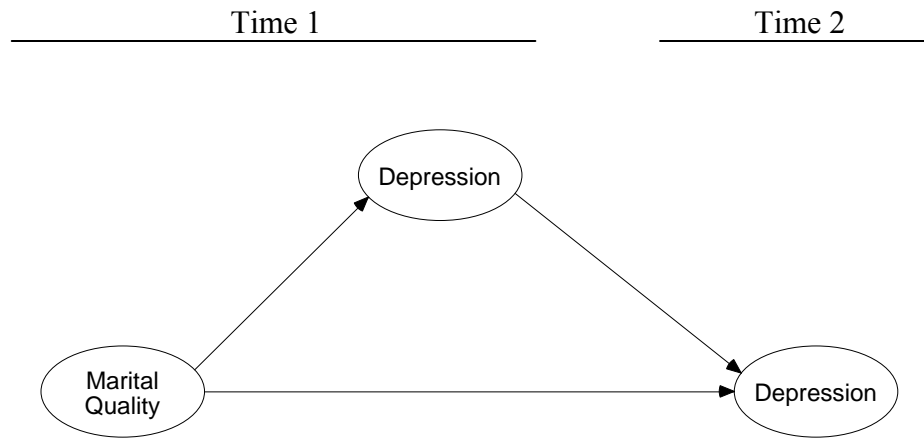 Time 1
Time 2
Depression
Marital
Quality
Depression